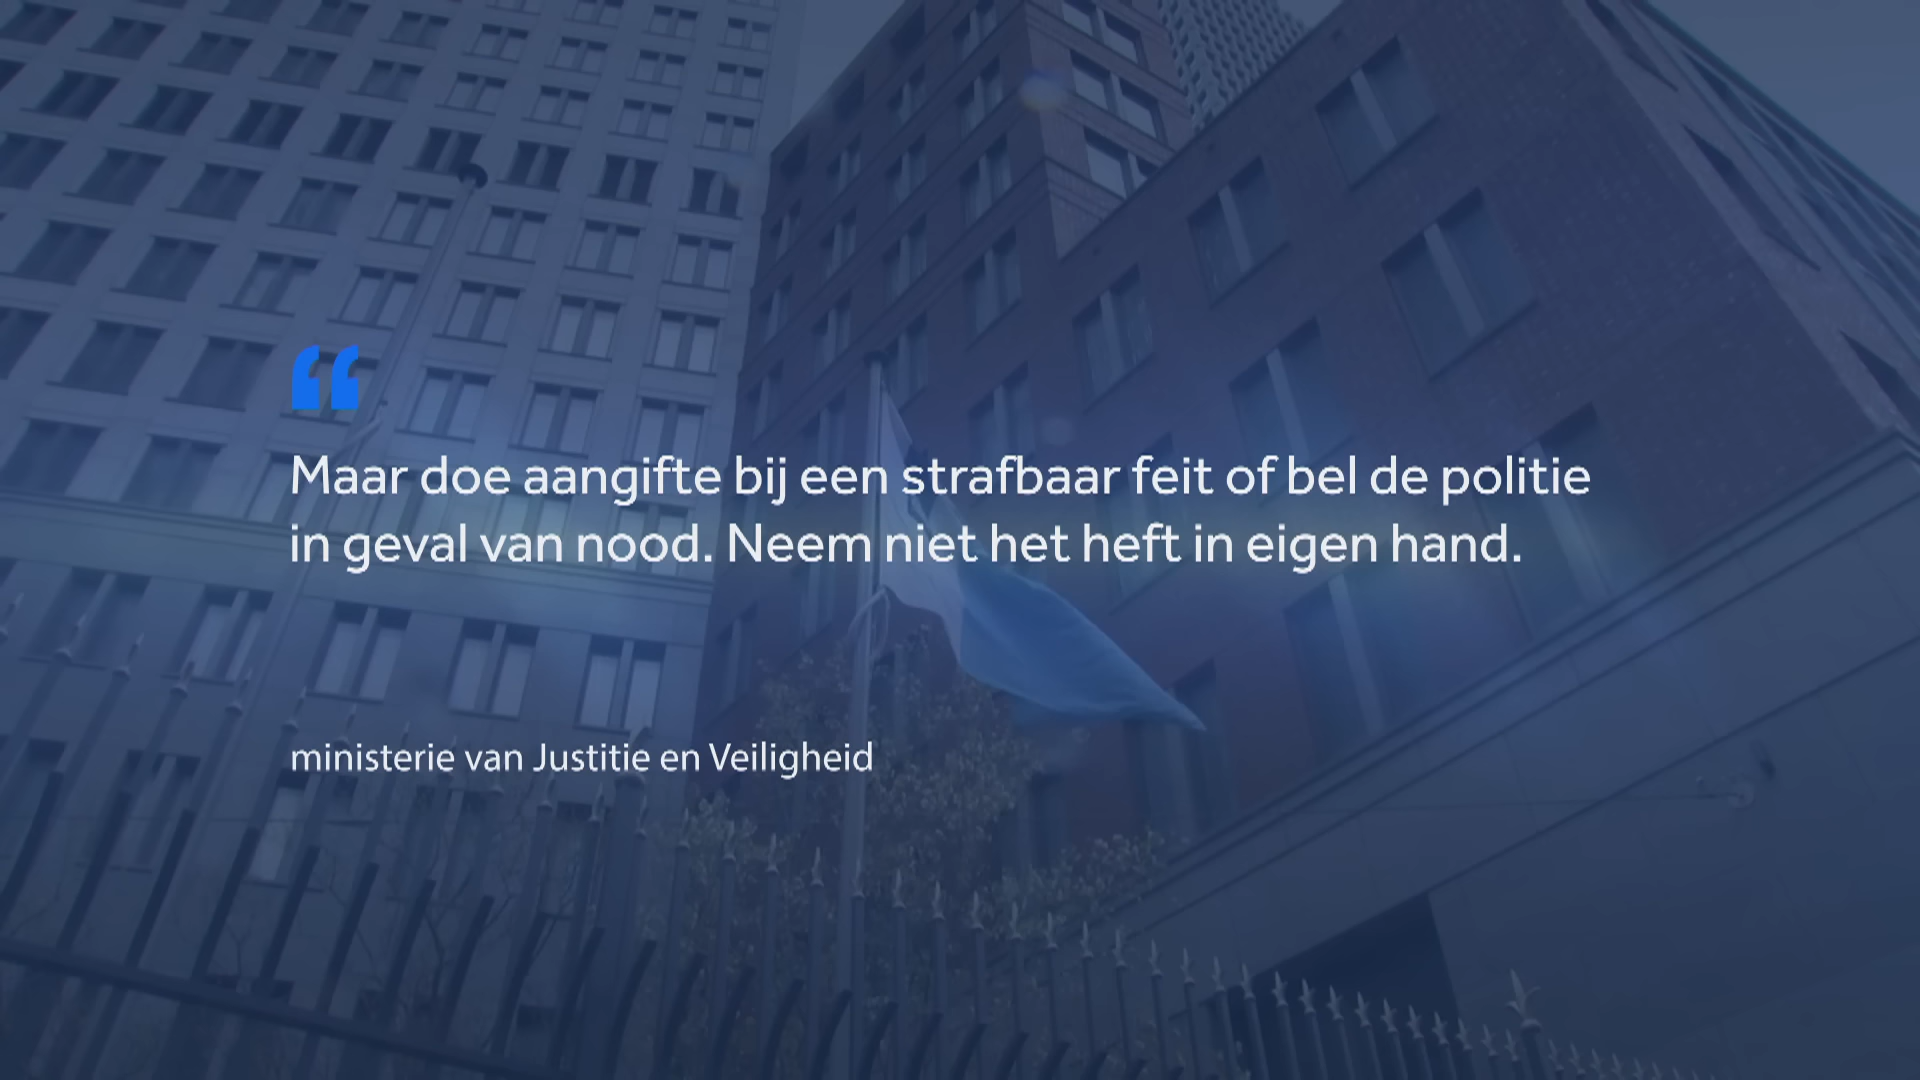 “
Maar doe aangifte bij een strafbaar feit of bel de politie
in geval van nood. Neem niet het heft in eigen hand.
ministerie van Justitie en Veiligheid